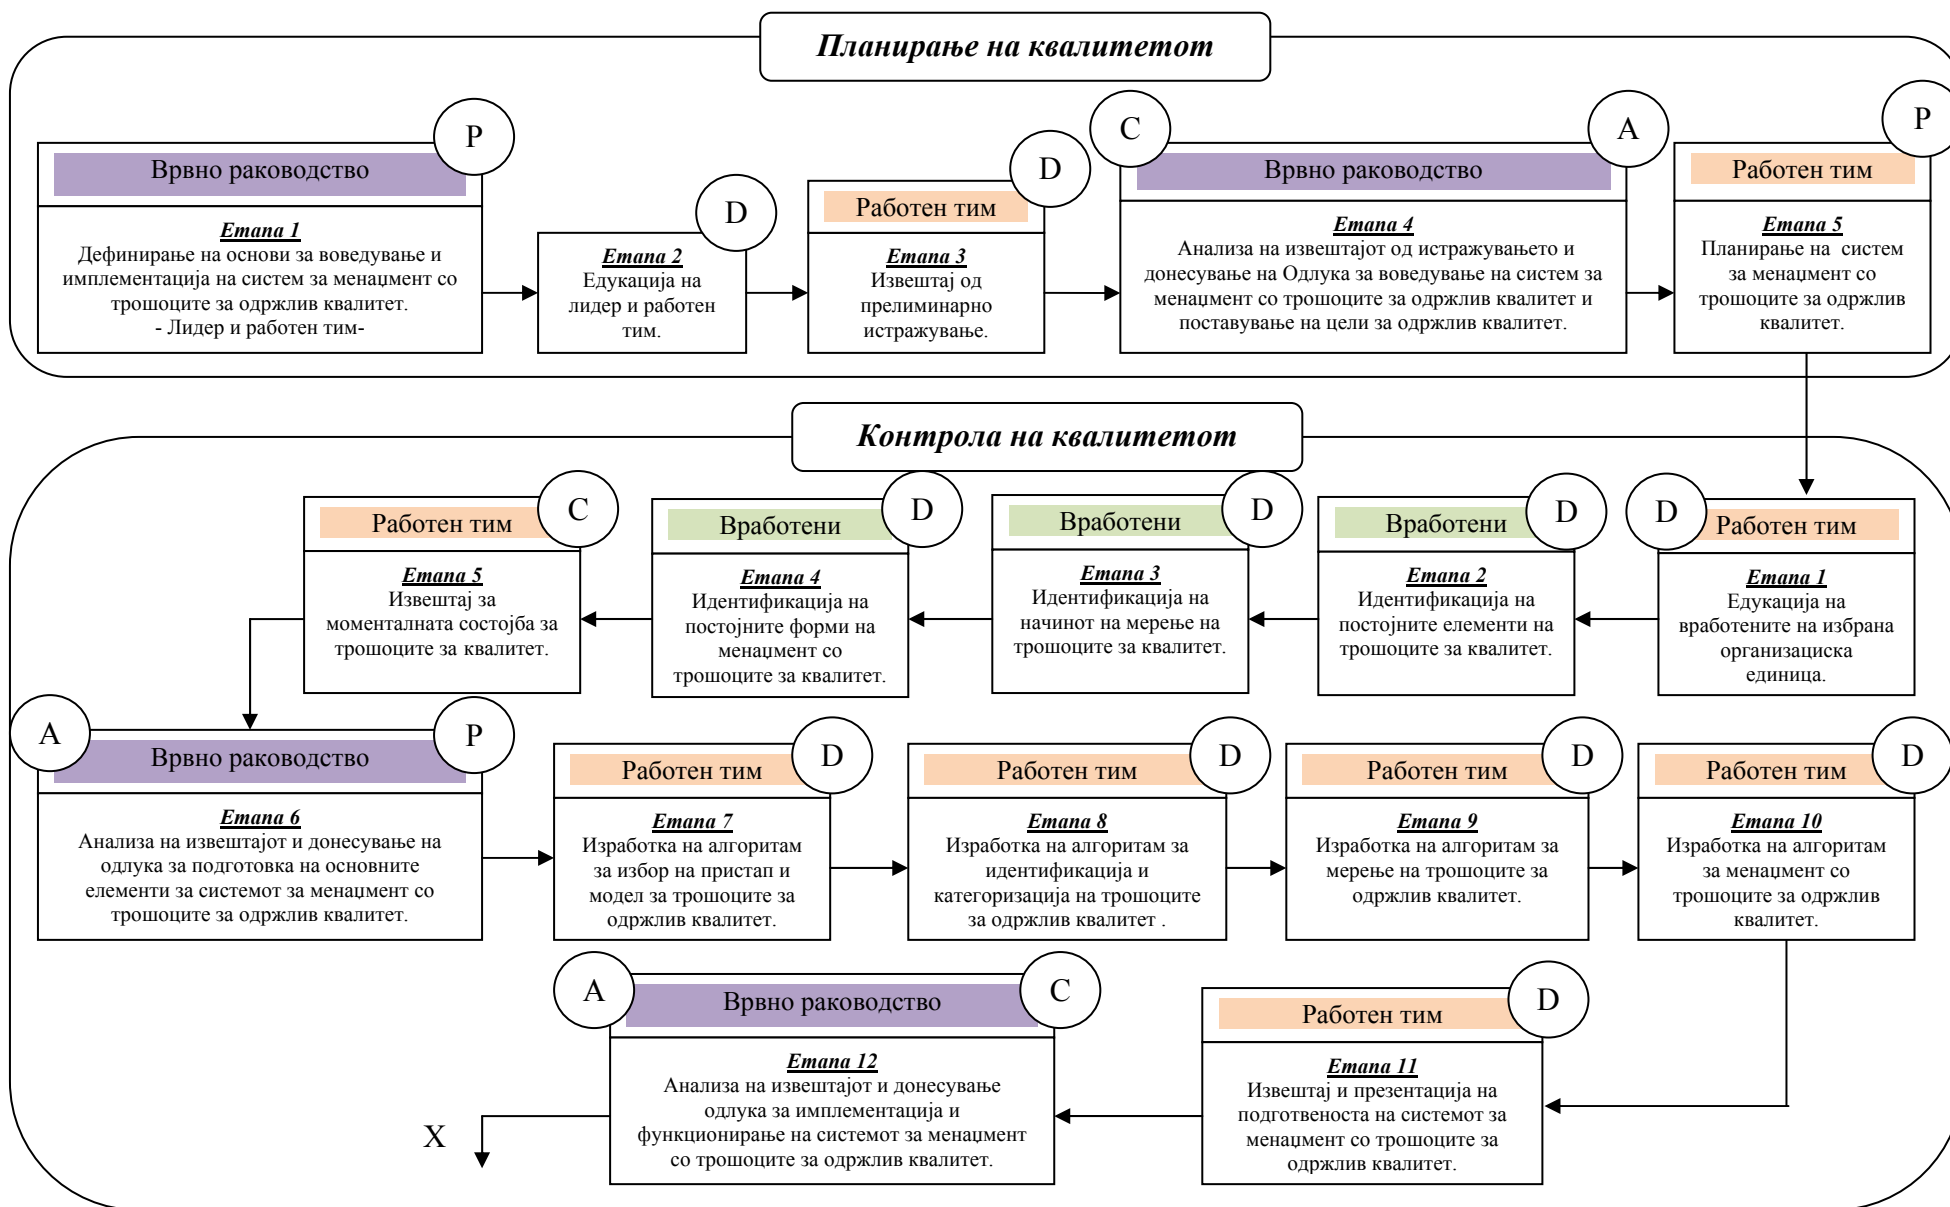 Планирање на квалитетот
P
Врвно раководство
Етапа 1
Дефинирање на основи за воведување и
имплементација на систем за менаџмент со
трошоците за одржлив квалитет.
- Лидер и работен тим-
D
Етапа 2
Едукација на
лидер и работен
тим.
D
Работен тим
Етапа 3
Извештај од
прелиминарно
истражување.
C
A
Врвно раководство
Етапа 4
Анализа на извештајот од истражувањето и
донесување на Одлука за воведување на систем за
менаџмент со трошоците за одржлив квалитет и
поставување на цели за одржлив квалитет.
P
Работен тим
Етапа 5
Планирање на систем
за менаџмент со
трошоците за одржлив
квалитет.
Контрола на квалитетот
D
Работен тим
Етапа 1
Едукација на
вработените на избрана
организациска
единица.
D
Вработени
Етапа 2
Идентификација на
постојните елементи на
трошоците за квалитет.
D
Вработени
Етапа 3
Идентификација на
начинот на мерење на
трошоците за квалитет.
D
Вработени
Етапа 4
Идентификација на
постојните форми на
менаџмент со
трошоците за квалитет.
C
Работен тим
Етапа 5
Извештај за
моменталната состојба за
трошоците за квалитет.
A
P
Врвно раководство
Етапа 6
Анализа на извештајот и донесување на
одлука за подготовка на основните
елементи за системот за менаџмент со
трошоците за одржлив квалитет.
D
Работен тим
Етапа 7
Изработка на алгоритам
за избор на пристап и
модел за трошоците за
одржлив квалитет.
D
Работен тим
Етапа 8
Изработка на алгоритам за
идентификација и
категоризација на трошоците
за одржлив квалитет .
D
Работен тим
Етапа 9
Изработка на алгоритам за
мерење на трошоците за
одржлив квалитет.
D
Работен тим
Етапа 10
Изработка на алгоритам
за менаџмент со
трошоците за одржлив
квалитет.
D
Работен тим
Етапа 11
Извештај и презентација на
подготвеноста на системот за
менаџмент со трошоците за
одржлив квалитет.
A
C
Врвно раководство
Етапа 12
Анализа на извештајот и донесување
одлука за имплементација и
функционирање на системот за менаџмент
со трошоците за одржлив квалитет.
X